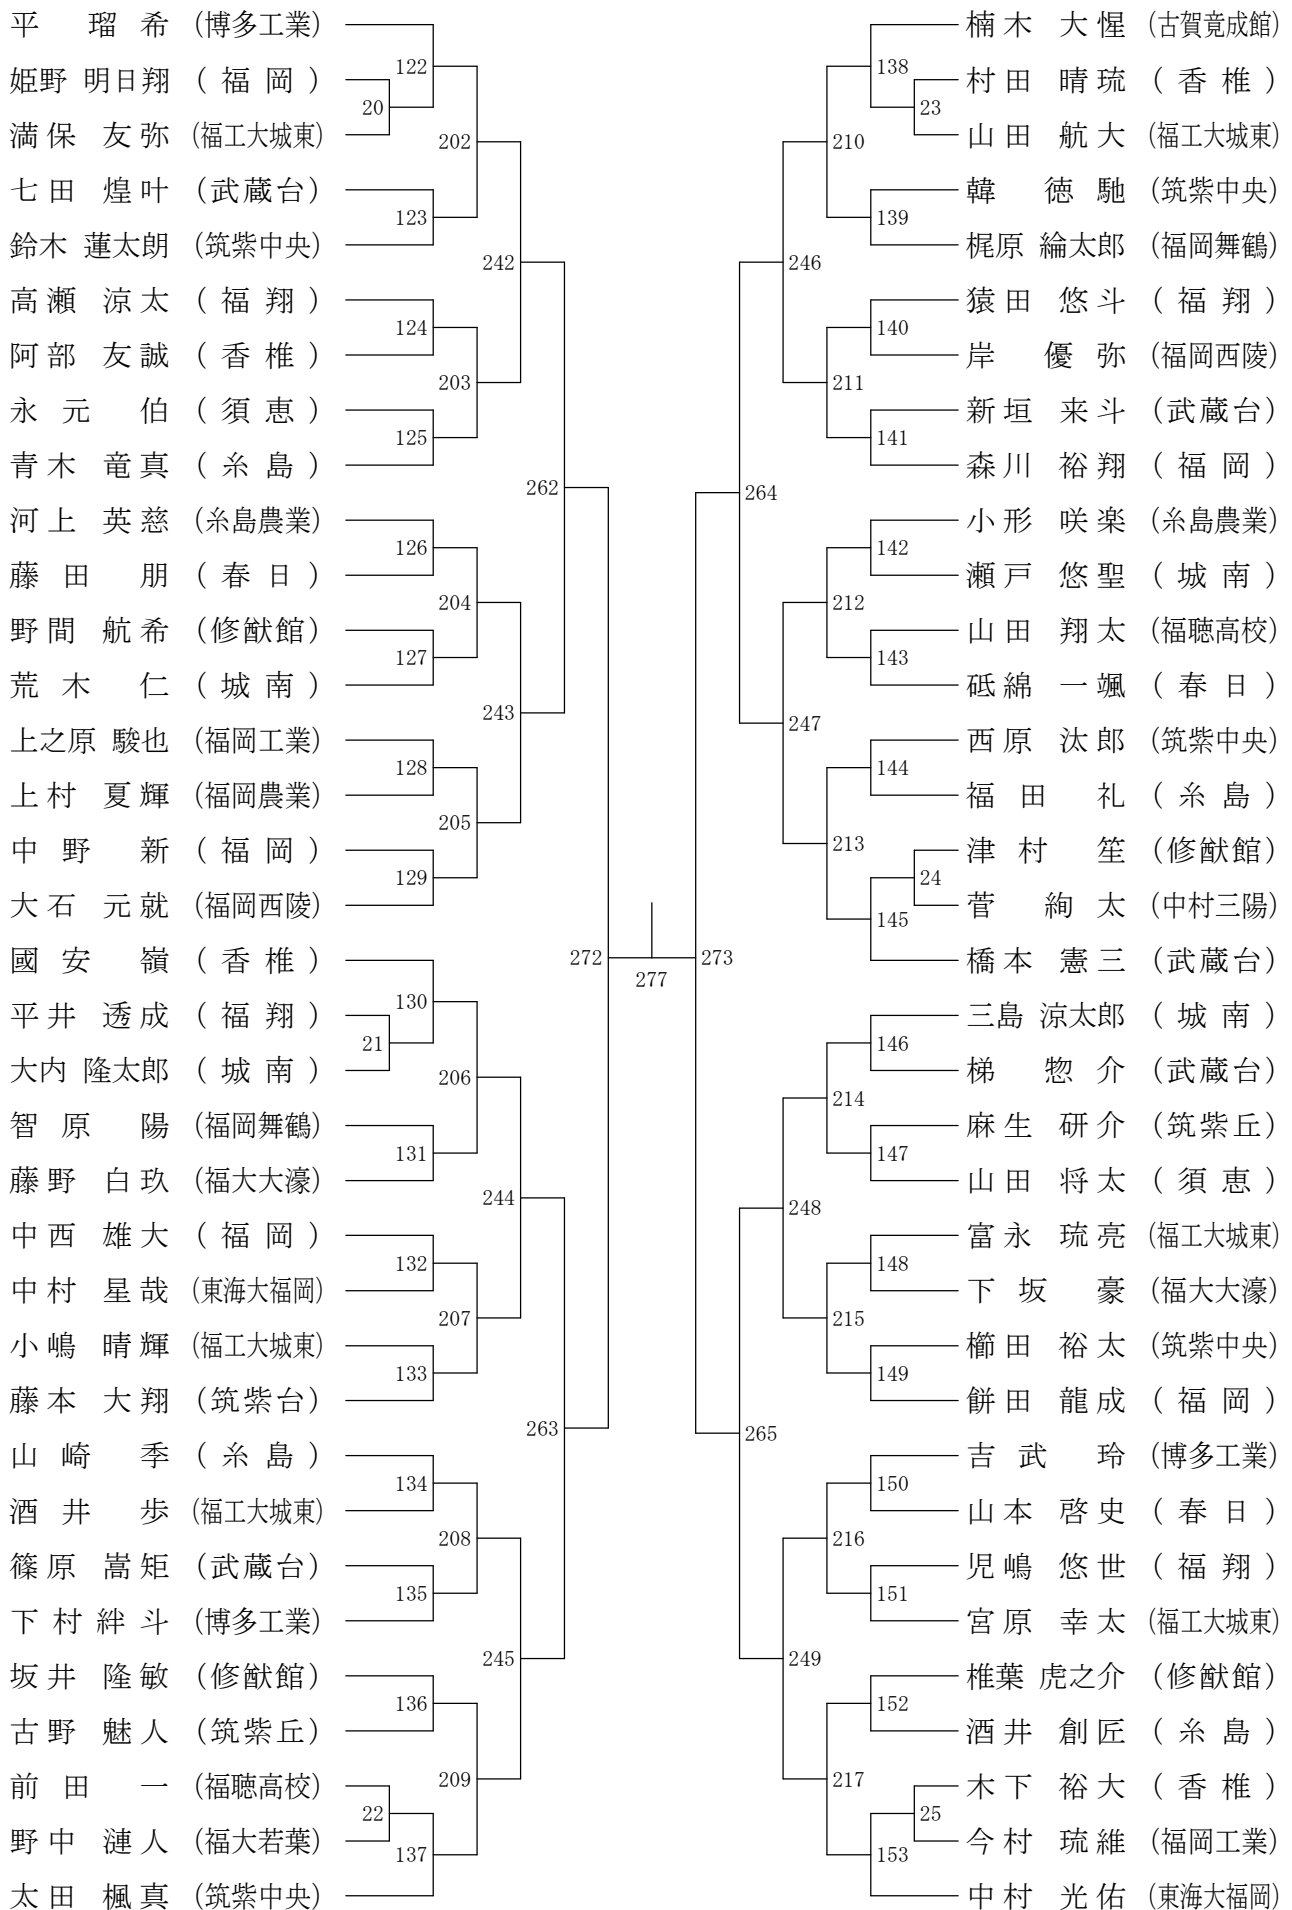 平 瑠希 (博多工業)
姫野 明日翔 (福岡)
満保 友弥 (福工大城東)
七田 煌叶 (武蔵台)
鈴木 蓮太朗 (筑紫中央)
高瀬 涼太 (福翔)
阿部 友誠 (香椎)
永元 伯 (須恵)
青木 竜真 (糸島)
河上 英慈 (糸島農業)
藤田 朋 (春日)
野間 航希 (修猷館)
荒木 仁 (城南)
上之原 駿也 (福岡工業)
上村 夏輝 (福岡農業)
中野 新 (福岡)
大石 元就 (福岡西陵)
國安 嶺 (香椎)
平井 透成 (福翔)
大内 隆太郎 (城南)
智原 陽 (福岡舞鶴)
藤野 白玖 (福大大濠)
中西 雄大 (福岡)
中村 星哉 (東海大福岡)
小嶋 晴輝 (福工大城東)
藤本 大翔 (筑紫台)
山崎 季 (糸島)
酒井 歩 (福工大城東)
篠原 嵩矩 (武蔵台)
下村 絆斗 (博多工業)
坂井 隆敏 (修猷館)
古野 魅人 (筑紫丘)
前田 一 (福聴高校)
野中 漣人 (福大若葉)
太田 楓真 (筑紫中央)
20
21
22
122
123
124
125
126
127
128
129
130
131
132
133
134
135
136
137
202
203
204
205
206
207
208
209
242
243
244
245
262
263
272
277
273
264
265
246
247
248
249
210
211
212
213
214
215
216
217
138
139
140
141
142
143
144
145
146
147
148
149
150
151
152
153
23
24
25
楠木 大惺 (古賀竟成館)
村田 晴琉 (香椎)
山田 航大 (福工大城東)
韓 徳馳 (筑紫中央)
梶原 綸太郎 (福岡舞鶴)
猿田 悠斗 (福翔)
岸 優弥 (福岡西陵)
新垣 来斗 (武蔵台)
森川 裕翔 (福岡)
小形 咲楽 (糸島農業)
瀬戸 悠聖 (城南)
山田 翔太 (福聴高校)
砥綿 一颯 (春日)
西原 汰郎 (筑紫中央)
福田 礼 (糸島)
津村 笙 (修猷館)
菅 絢太 (中村三陽)
橋本 憲三 (武蔵台)
三島 涼太郎 (城南)
梯 惣介 (武蔵台)
麻生 研介 (筑紫丘)
山田 将太 (須恵)
富永 琉亮 (福工大城東)
下坂 豪 (福大大濠)
櫛田 裕太 (筑紫中央)
餅田 龍成 (福岡)
吉武 玲 (博多工業)
山本 啓史 (春日)
児嶋 悠世 (福翔)
宮原 幸太 (福工大城東)
椎葉 虎之介 (修猷館)
酒井 創匠 (糸島)
木下 裕大 (香椎)
今村 琉維 (福岡工業)
中村 光佑 (東海大福岡)